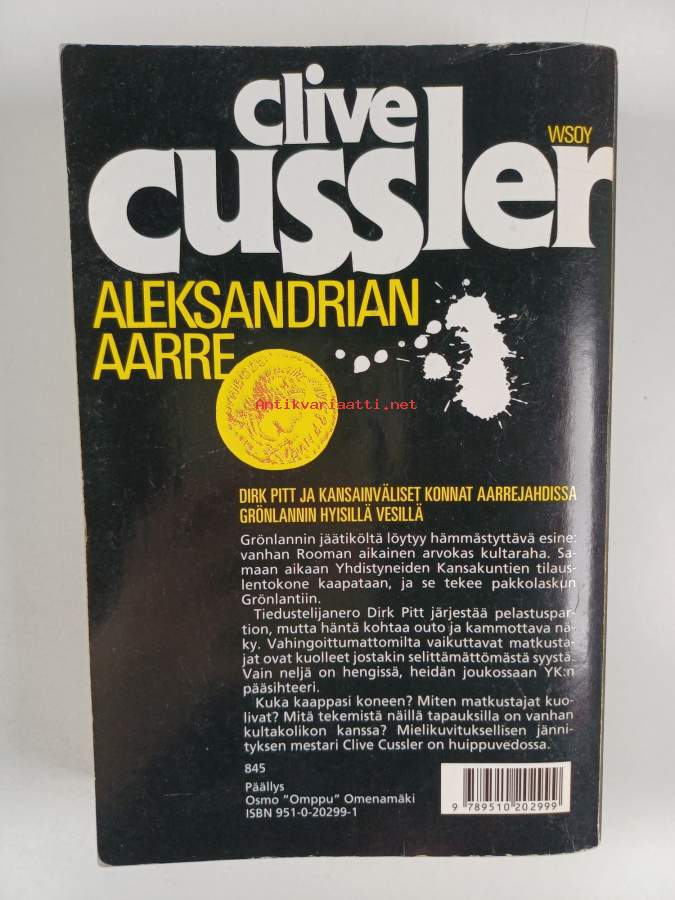 clive
WSOY
cussler
ALEKSANDRIAN
AARRE
Antikvariaatti.net
DIRK PITT JA KANSAINVÄLISET KONNAT AARREJAHDISSA
GRÖNLANNIN HYISILLÄ VESILLÄ
Grönlannin jäätiköltä löytyy hämmästyttävä esine:
vanhan Rooman aikainen arvokas kultaraha. Sa-
maan aikaan Yhdistyneiden Kansakuntien tilaus-
lentokone kaapataan, ja se tekee pakkolaskun
Grönlantiin.
Tiedustelijanero Dirk Pitt järjestää pelastuspar-
tion, mutta häntä kohtaa outo ja kammottava nä-
ky. Vahingoittumattomilta vaikuttavat matkusta-
jat ovat kuolleet jostakin selittämättömästä syystä.
Vain neljä on hengissä, heidän joukossaan YK:n
pääsihteeri.
Kuka kaappasi koneen? Miten matkustajat kuo-
livat? Mitä tekemistä näillä tapauksilla on vanhan
kultakolikon kanssa? Mielikuvituksellisen jänni-
tyksen mestari Clive Cussler on huippuvedossa.
845
Päällys
Osmo "Omppu" Omenamäki
ISBN 951-0-20299-1
9 789510 202999